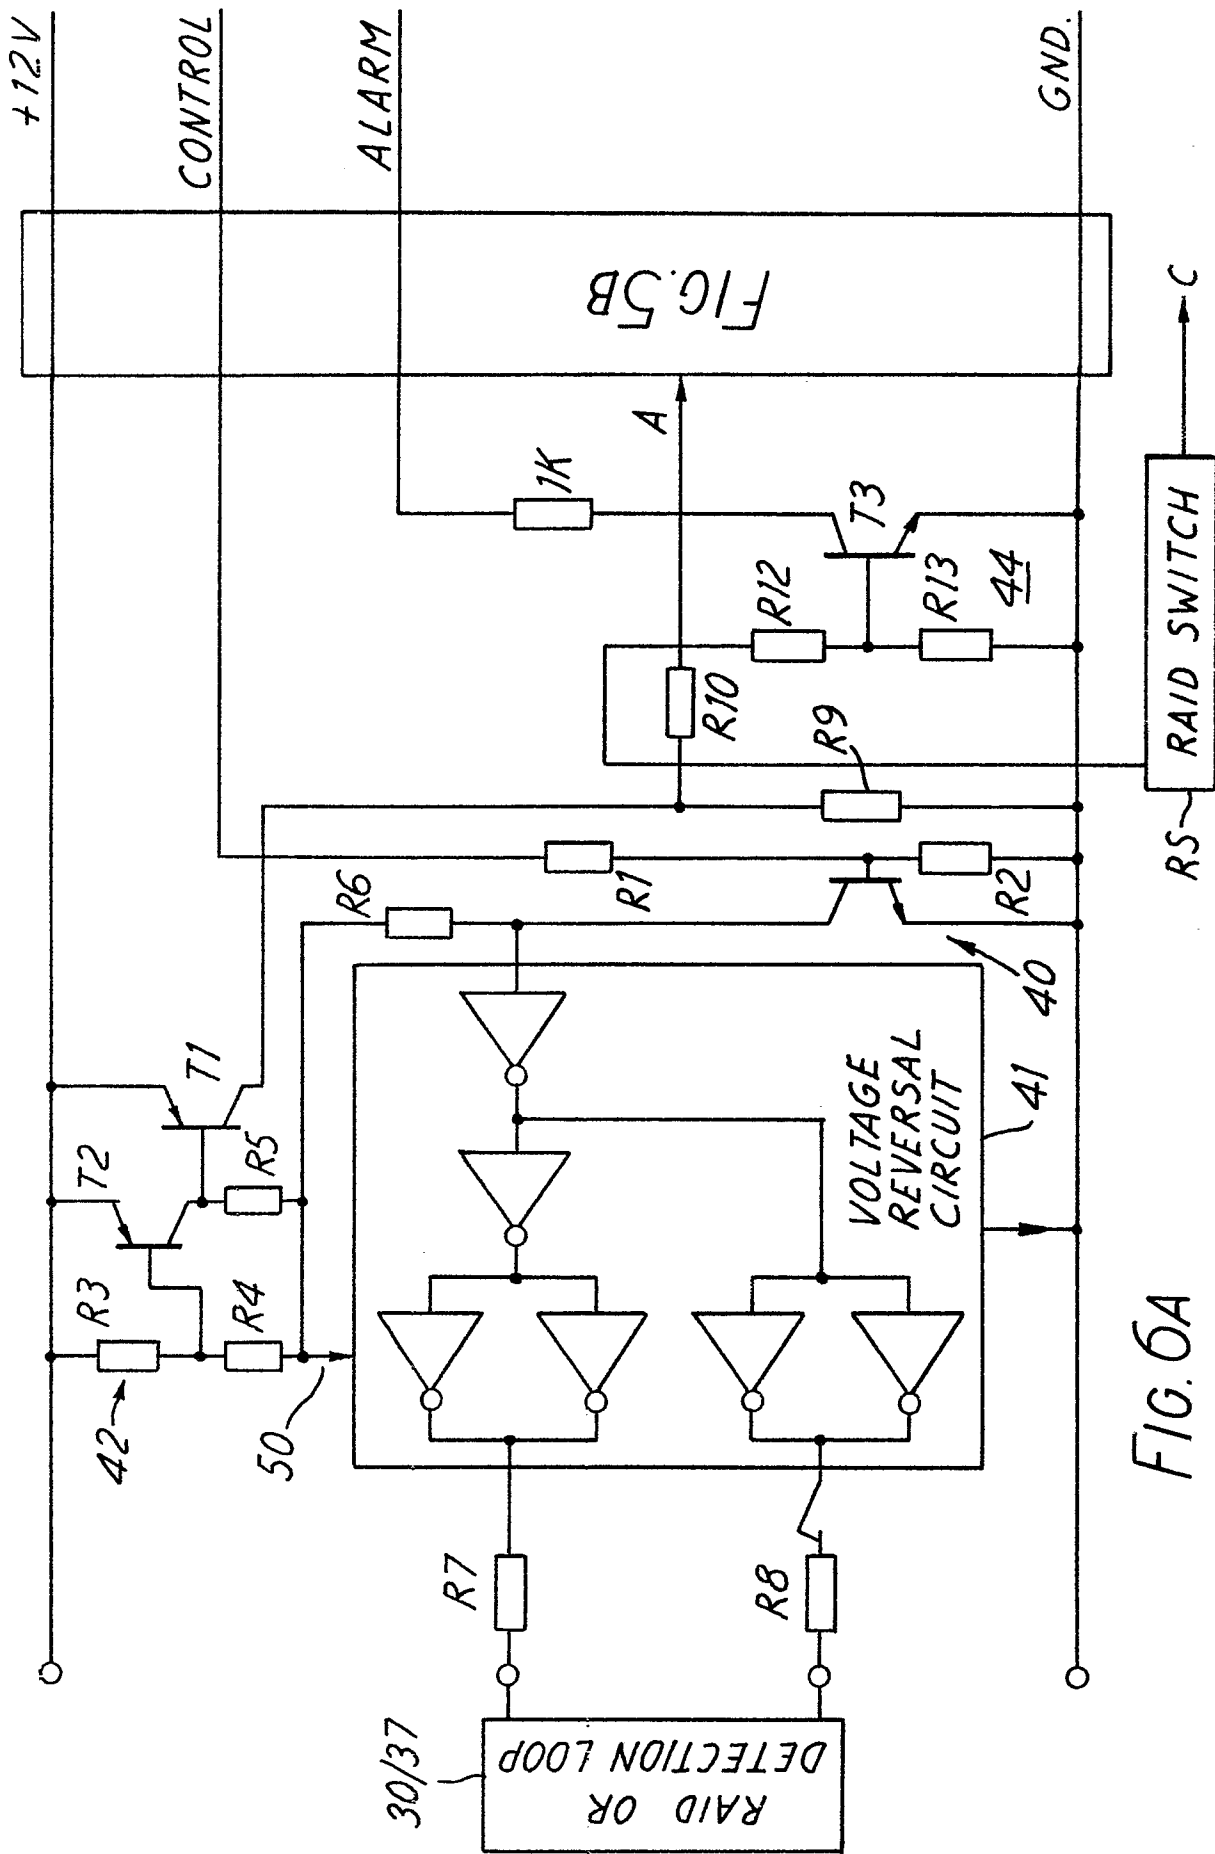 +12V
CONTROL
ALARM
GND.
FIG.5B
A
C
1K
T3
R12
R13
44
R10
R9
RAID SWITCH
RS
R1
R2
R6
40
T1
T2
R5
R3
R4
42
50
VOLTAGE
REVERSAL
CIRCUIT
41
R7
R8
30/37
RAID OR
DETECTION LOOP
FIG. 6A